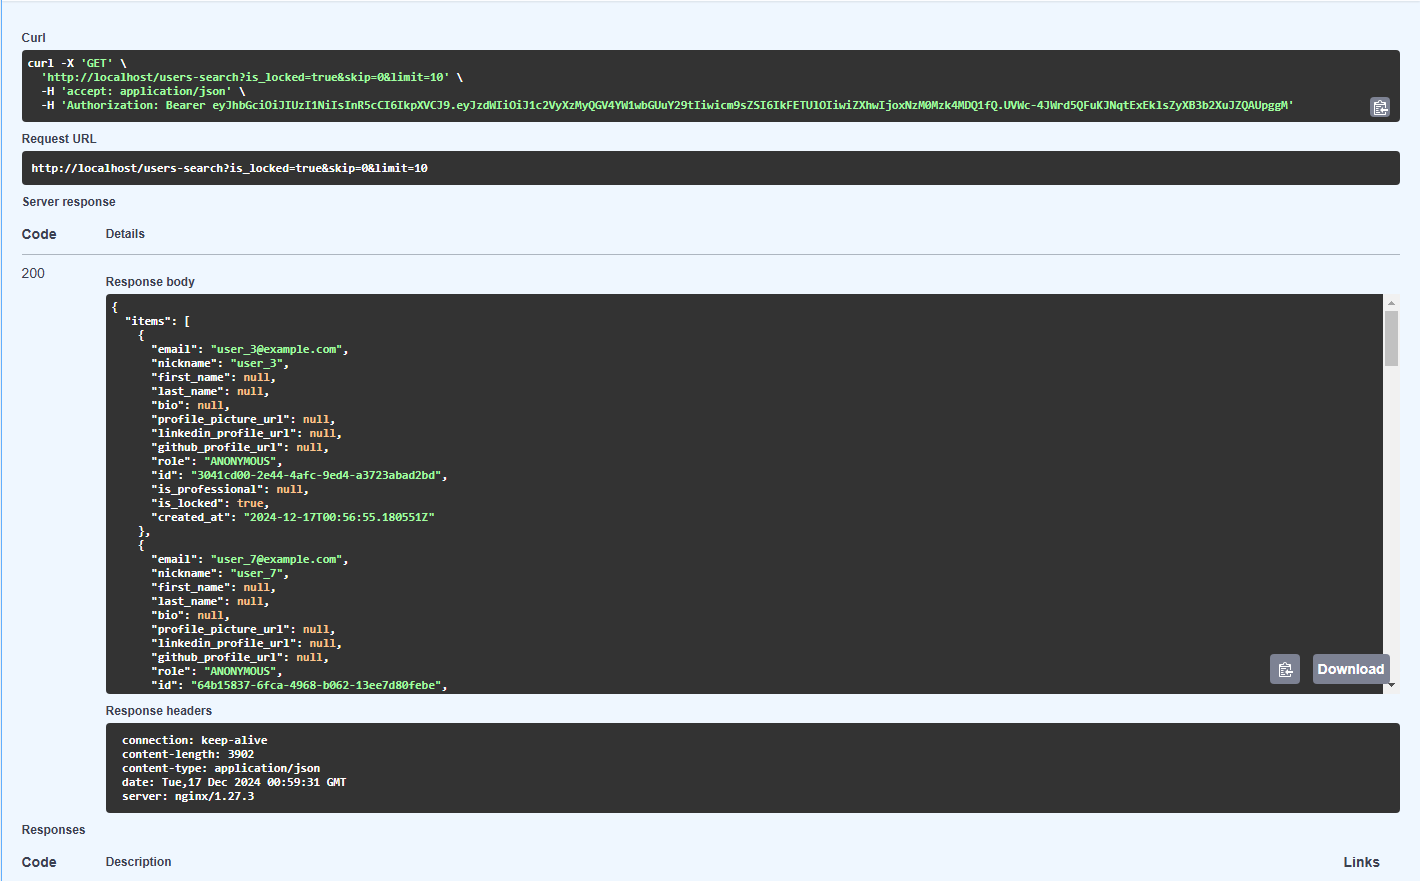 Curl
curl -X 'GET' \
  'http://localhost/users-search?is_locked=true&skip=0&limit=10' \
  -H 'accept: application/json' \
  -H 'Authorization: Bearer eyJhbGciOiJIUzI1NiIsInR5cCI6IkpXVCJ9.eyJzdWIiOiJ1c2VyXzMyQGV4YW1wbGUuY29tIiwicm9sZSI6IkFETUlOIiwiZXhwIjoxNzM0Mzk4MDQ1fQ.UVWc-4JWrd5QFuKJNqtExEklsZyXB3b2XuJZQAUpggM'
Request URL
http://localhost/users-search?is_locked=true&skip=0&limit=10
Server response
Code Details
200
Response body
{
  "items": [
    {
      "email": "user_3@example.com",
      "nickname": "user_3",
      "first_name": null,
      "last_name": null,
      "bio": null,
      "profile_picture_url": null,
      "linkedin_profile_url": null,
      "github_profile_url": null,
      "role": "ANONYMOUS",
      "id": "3041cd00-2e44-4afc-9ed4-a3723abad2bd",
      "is_professional": null,
      "is_locked": true,
      "created_at": "2024-12-17T00:56:55.180551Z"
    },
    {
      "email": "user_7@example.com",
      "nickname": "user_7",
      "first_name": null,
      "last_name": null,
      "bio": null,
      "profile_picture_url": null,
      "linkedin_profile_url": null,
      "github_profile_url": null,
      "role": "ANONYMOUS",
      "id": "64b15837-6fca-4968-b062-13ee7d80febe",
Download
Response headers
connection: keep-alive
content-length: 3902
content-type: application/json
date: Tue,17 Dec 2024 00:59:31 GMT
server: nginx/1.27.3
Responses
Code Description Links